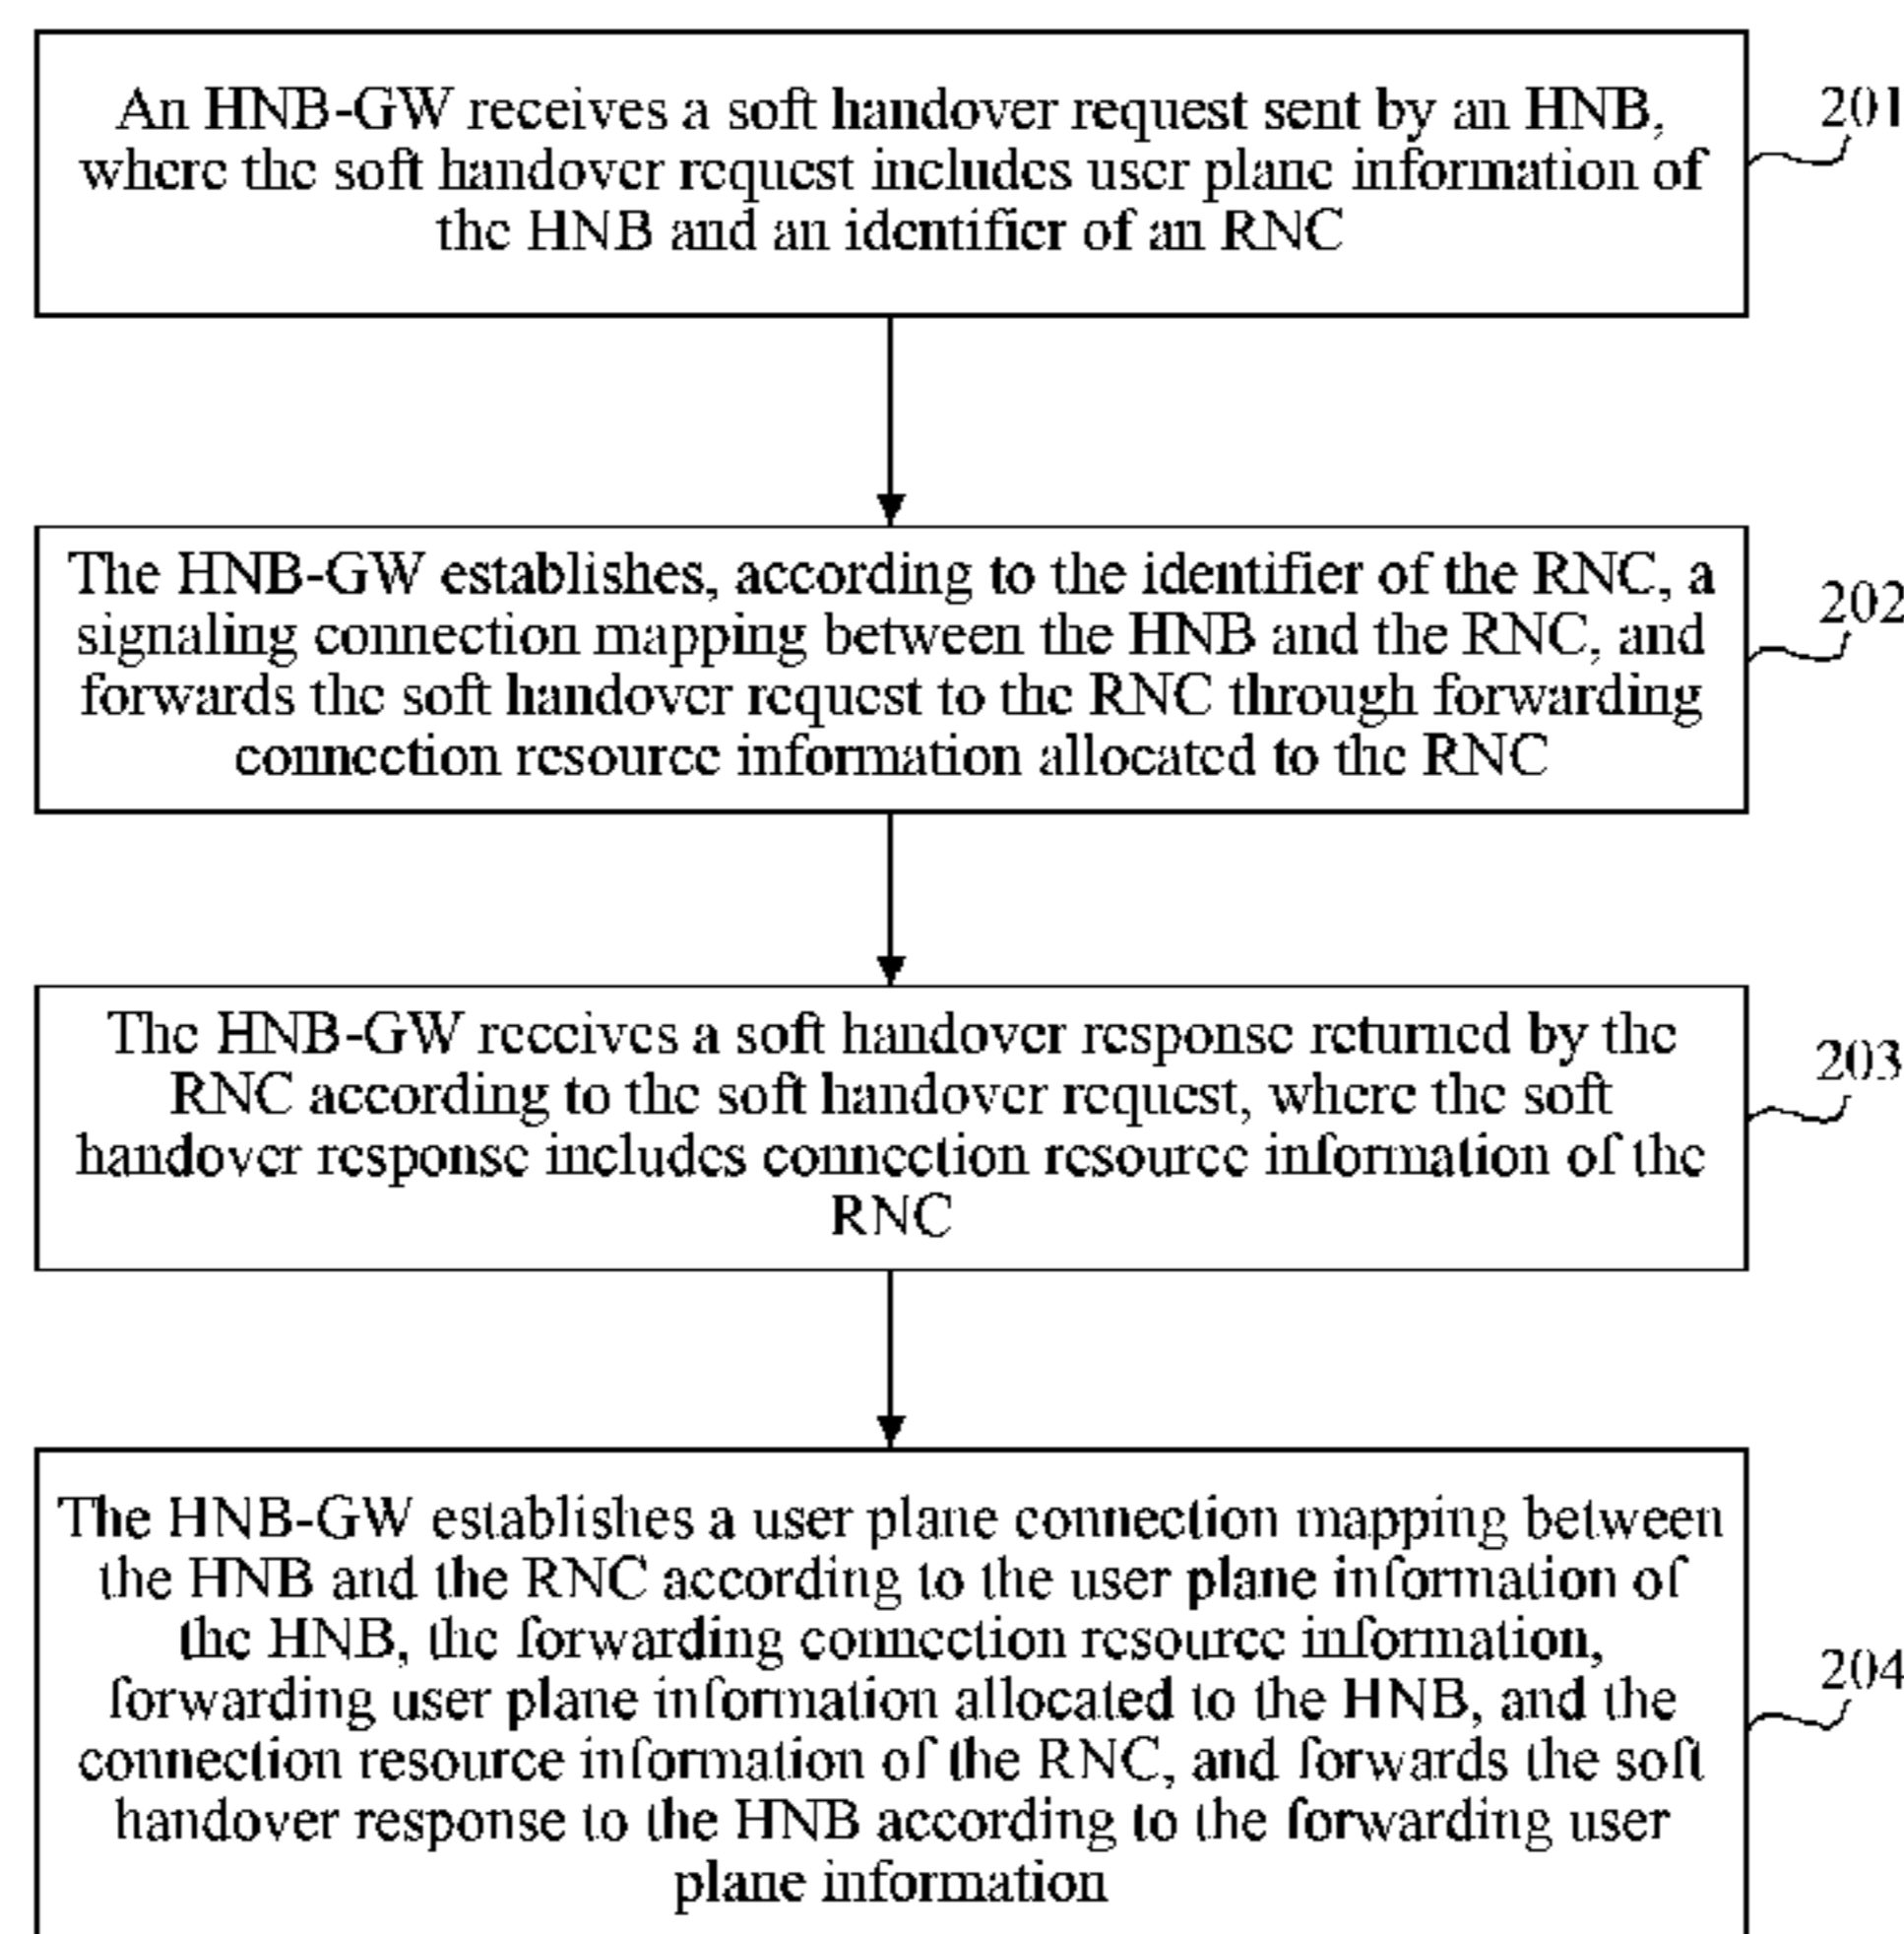 An HNB-GW receives a soft handover request sent by an HNB,
where the soft handover request includes user plane information of
the HNB and an identifier of an RNC
201
The HNB-GW establishes, according to the identifier of the RNC, a
signaling connection mapping between the HNB and the RNC, and
forwards the soft handover request to the RNC through forwarding
connection resource information allocated to the RNC
202
The HNB-GW receives a soft handover response returned by the
RNC according to the soft handover request, where the soft
handover response includes connection resource information of the
RNC
203
The HNB-GW establishes a user plane connection mapping between
the HNB and the RNC according to the user plane information of
the HNB, the forwarding connection resource information,
forwarding user plane information allocated to the HNB, and the
connection resource information of the RNC, and forwards the soft
handover response to the HNB according to the forwarding user
plane information
204